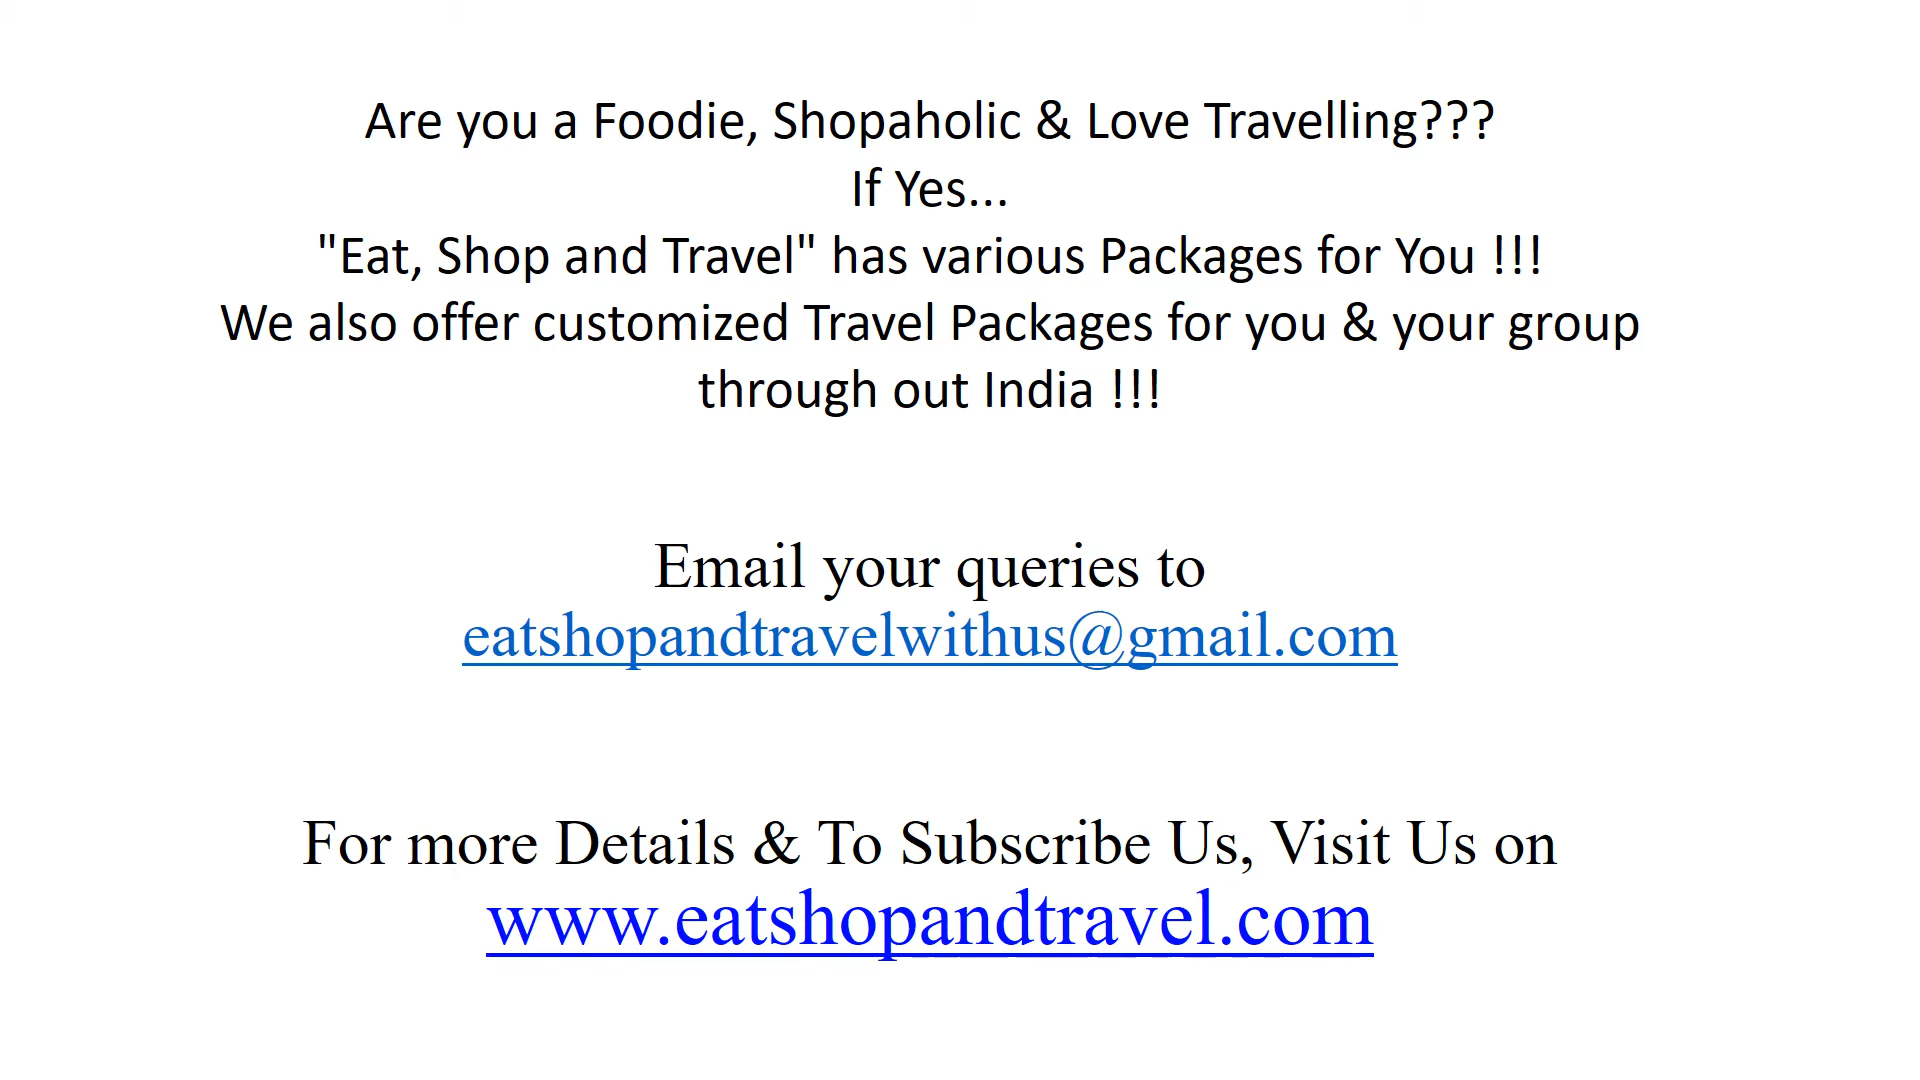 Are you a Foodie, Shopaholic & Love Travelling???
If Yes...
"Eat, Shop and Travel" has various Packages for You !!!
We also offer customized Travel Packages for you & your group
through out India !!!
Email your queries to
eatshopandtravelwithus@gmail.com
For more Details & To Subscribe Us, Visit Us on
www.eatshopandtravel.com